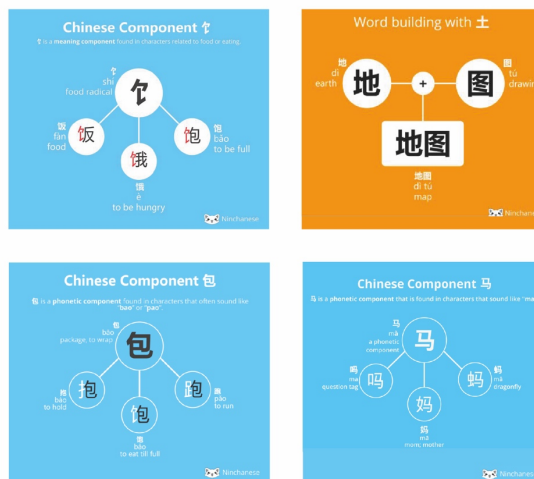 Chinese Component 饣
饣 is a meaning component found in characters related to food or eating.
饣
shí
food radical
饣
饭
fàn
food
饭
饱
饱
bǎo
to be full
饿
饿
è
to be hungry
Ninchanese
Word building with 土
地
dì
earth
地
+
图
图
tú
drawin
地图
地图
dì tú
map
Ninchane
Chinese Component 包
包 is a phonetic component found in characters that often sound like
"bao" or "pao".
包
bāo
package, to wrap
包
抱
bào
to hold
抱
饱
跑
跑
pǎo
to run
饱
bǎo
to eat till full
Ninchanese
Chinese Component 马
马 is a phonetic component that is found in characters that sound like "ma
马
mǎ
a phonetic
component
马
吗
ma
question tag
吗
妈
蚂
蚂
mā
dragonfly
妈
mā
mom, mother
Ninchanes